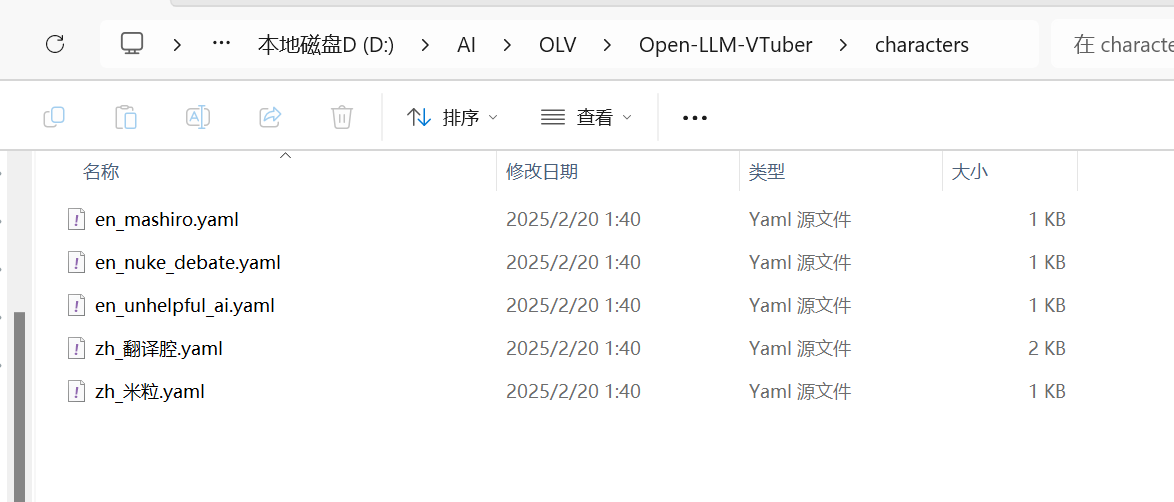 ··· 本地磁盘D (D:) AI OLV Open-LLM-VTuber characters 在 characte
排序 查看 ···
名称 修改日期 类型 大小
en_mashiro.yaml 2025/2/20 1:40 Yaml 源文件 1 KB
en_nuke_debate.yaml 2025/2/20 1:40 Yaml 源文件 1 KB
en_unhelpful_ai.yaml 2025/2/20 1:40 Yaml 源文件 1 KB
zh_翻译腔.yaml 2025/2/20 1:40 Yaml 源文件 2 KB
zh_米粒.yaml 2025/2/20 1:40 Yaml 源文件 1 KB